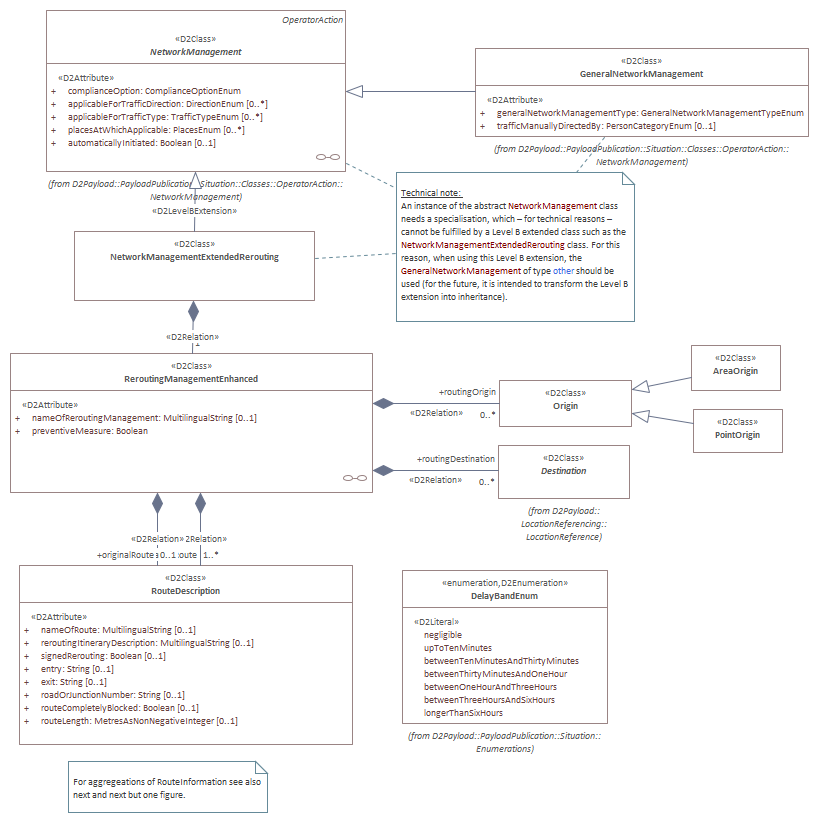 OperatorAction
«D2Class»
NetworkManagement
«D2Attribute»
+ complianceOption: ComplianceOptionEnum
+ applicableForTrafficDirection: DirectionEnum [0..*]
+ applicableForTrafficType: TrafficTypeEnum [0..*]
+ placesAtWhichApplicable: PlacesEnum [0..*]
+ automaticallyInitiated: Boolean [0..1]
(from D2Payload::PayloadPublication::Situation::Classes::OperatorAction::
NetworkManagement)
«D2Class»
GeneralNetworkManagement
«D2Attribute»
+ generalNetworkManagementType: GeneralNetworkManagementTypeEnum
+ trafficManuallyDirectedBy: PersonCategoryEnum [0..1]
(from D2Payload::PayloadPublication::Situation::Classes::OperatorAction::
NetworkManagement)
«D2LevelBExtension»
«D2Class»
NetworkManagementExtendedRerouting
Technical note:
An instance of the abstract NetworkManagement class
needs a specialisation, which – for technical reasons –
cannot be fulfilled by a Level B extended class such as the
NetworkManagementExtendedRerouting class. For this
reason, when using this Level B extension, the
GeneralNetworkManagement of type other should be
used (for the future, it is intended to transform the Level B
extension into inheritance).
«D2Relation»
«D2Class»
ReroutingManagementEnhanced
«D2Attribute»
+ nameOfReroutingManagement: MultilingualString [0..1]
+ preventiveMeasure: Boolean
+routingOrigin
«D2Relation» 0..*
«D2Class»
Origin
«D2Class»
AreaOrigin
«D2Class»
PointOrigin
+routingDestination
«D2Relation» 0..*
«D2Class»
Destination
(from D2Payload::
LocationReferencing::
LocationReference)
«D2Relation» 2Relation»
+originalRoute 0..1 oute 1..*
«D2Class»
RouteDescription
«D2Attribute»
+ nameOfRoute: MultilingualString [0..1]
+ reroutingItineraryDescription: MultilingualString [0..1]
+ signedRerouting: Boolean [0..1]
+ entry: String [0..1]
+ exit: String [0..1]
+ roadOrJunctionNumber: String [0..1]
+ routeCompletelyBlocked: Boolean [0..1]
+ routeLength: MetresAsNonNegativeInteger [0..1]
«enumeration,D2Enumeration»
DelayBandEnum
«D2Literal»
negligible
upToTenMinutes
betweenTenMinutesAndThirtyMinutes
betweenThirtyMinutesAndOneHour
betweenOneHourAndThreeHours
betweenThreeHoursAndSixHours
longerThanSixHours
(from D2Payload::PayloadPublication::Situation::
Enumerations)
For aggregeations of RouteInformation see also
next and next but one figure.